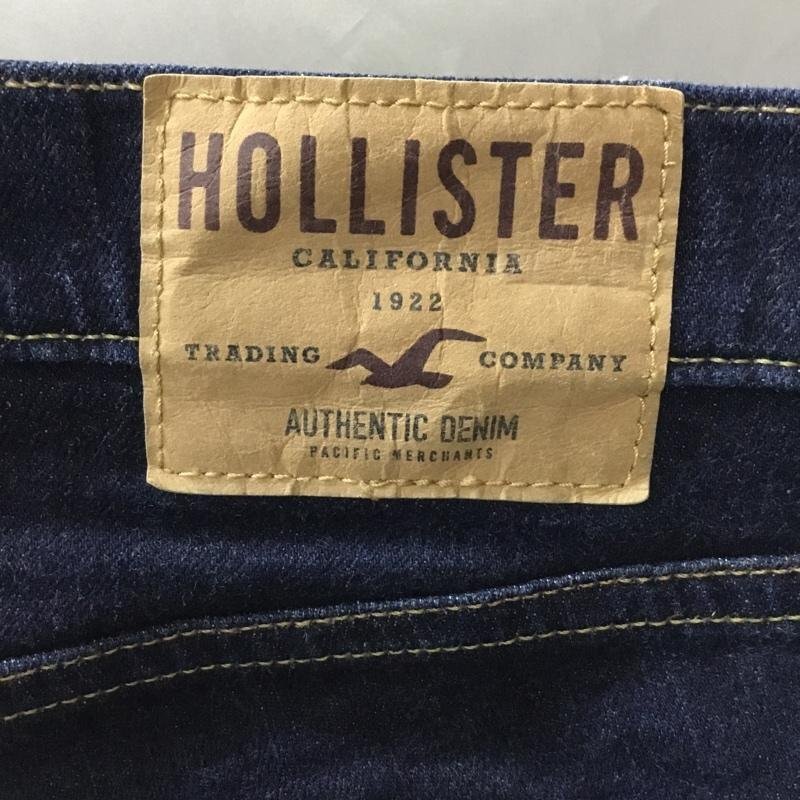 HOLLISTER
CALIFORNIA
1922
TRADING COMPANY
AUTHENTIC DENIM
PACIFIC MERCHANTS